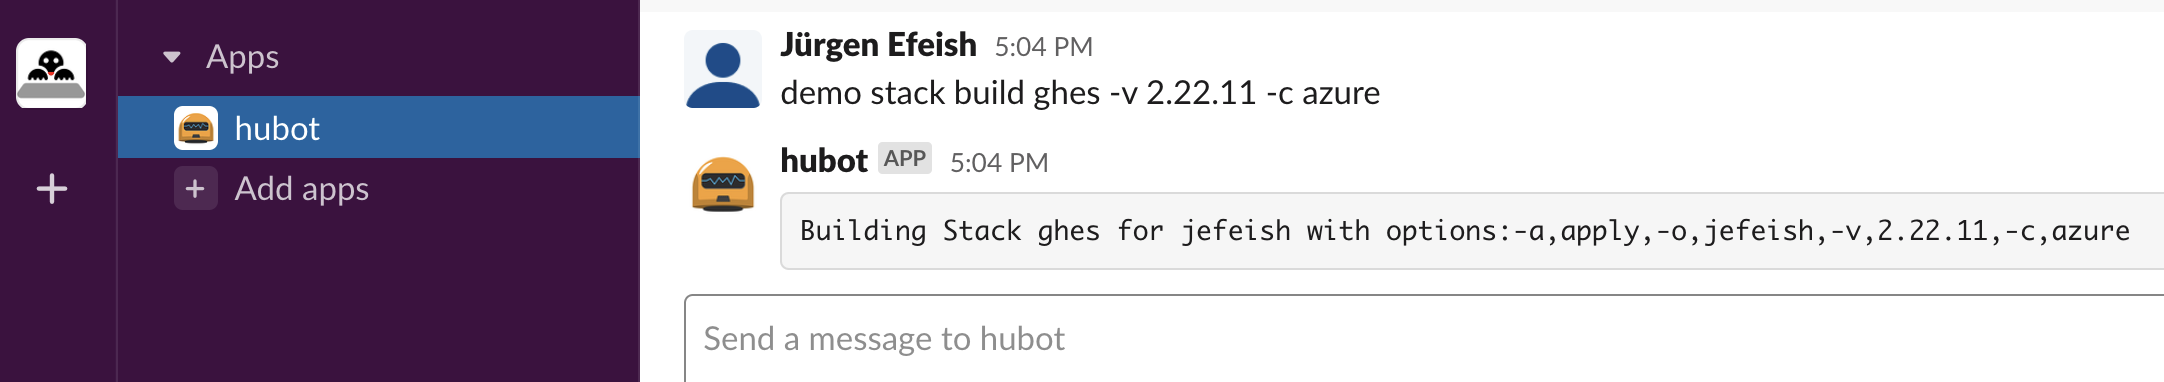 Apps
hubot
Add apps
Jürgen Efeish 5:04 PM
demo stack build ghes -v 2.22.11 -c azure
hubot APP 5:04 PM
Building Stack ghes for jefeish with options:-a,apply,-o,jefeish,-v,2.22.11,-c,azure
Send a message to hubot